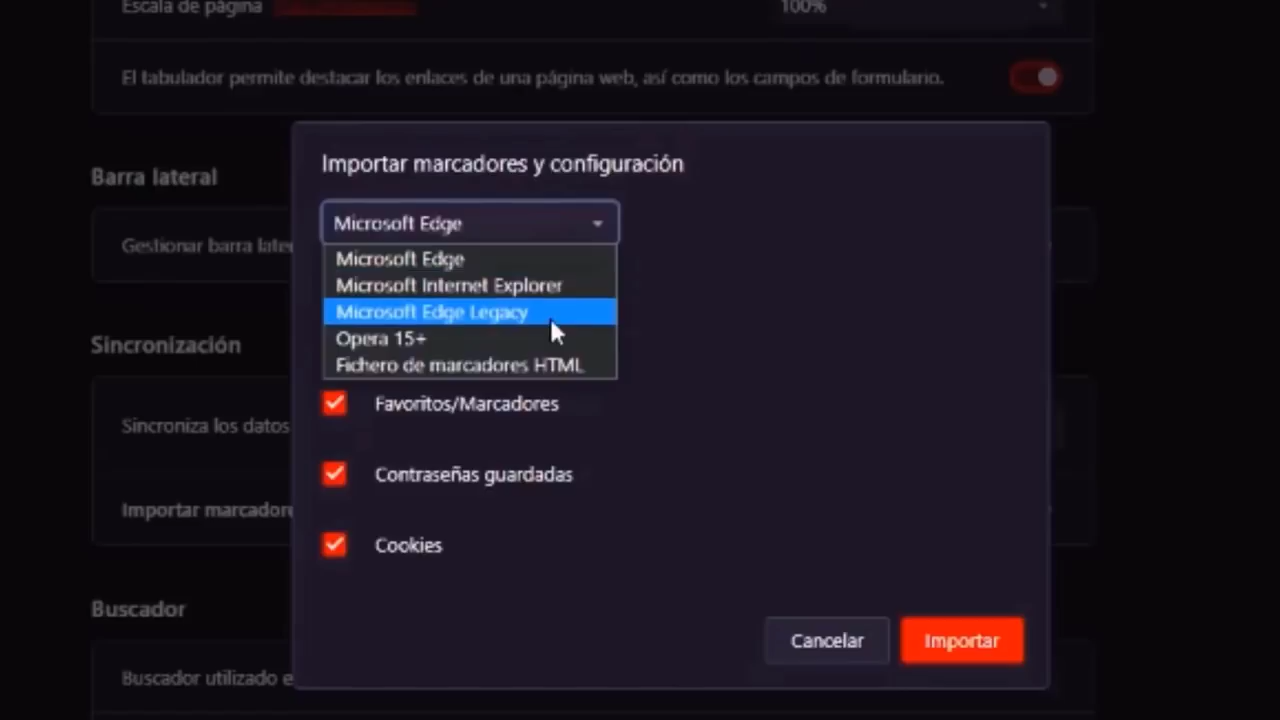 Escala de página
100%
El tabulador permite destacar los enlaces de una página web, así como los campos de formulario.
Importar marcadores y configuración
Barra lateral
Microsoft Edge
Gestionar barra late
Microsoft Edge
Microsoft Internet Explorer
Microsoft Edge Legacy
Opera 15+
Fichero de marcadores HTML
Sincronización
Favoritos/Marcadores
Sincroniza los datos
Contraseñas guardadas
Importar marcador
Cookies
Buscador
Cancelar
Importar
Buscador utilizado e